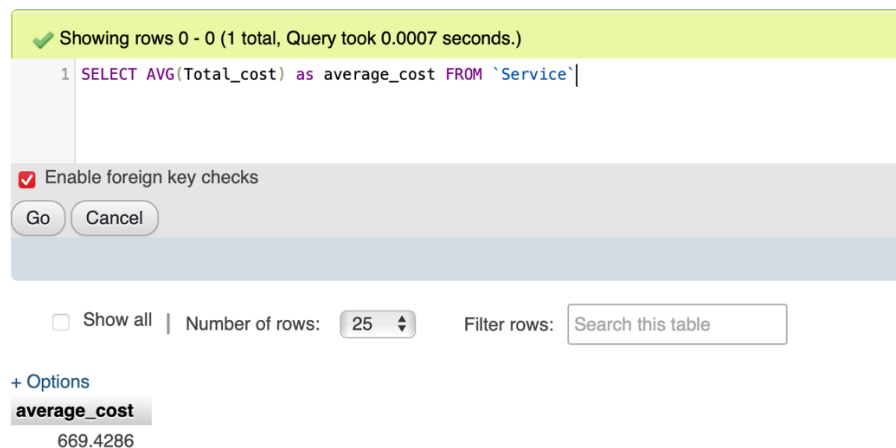 Showing rows 0 - 0 (1 total, Query took 0.0007 seconds.)
1 SELECT AVG(Total_cost) as average_cost FROM `Service`
Enable foreign key checks
Go Cancel
Show all | Number of rows: 25 Filter rows: Search this table
+ Options
average_cost
669.4286